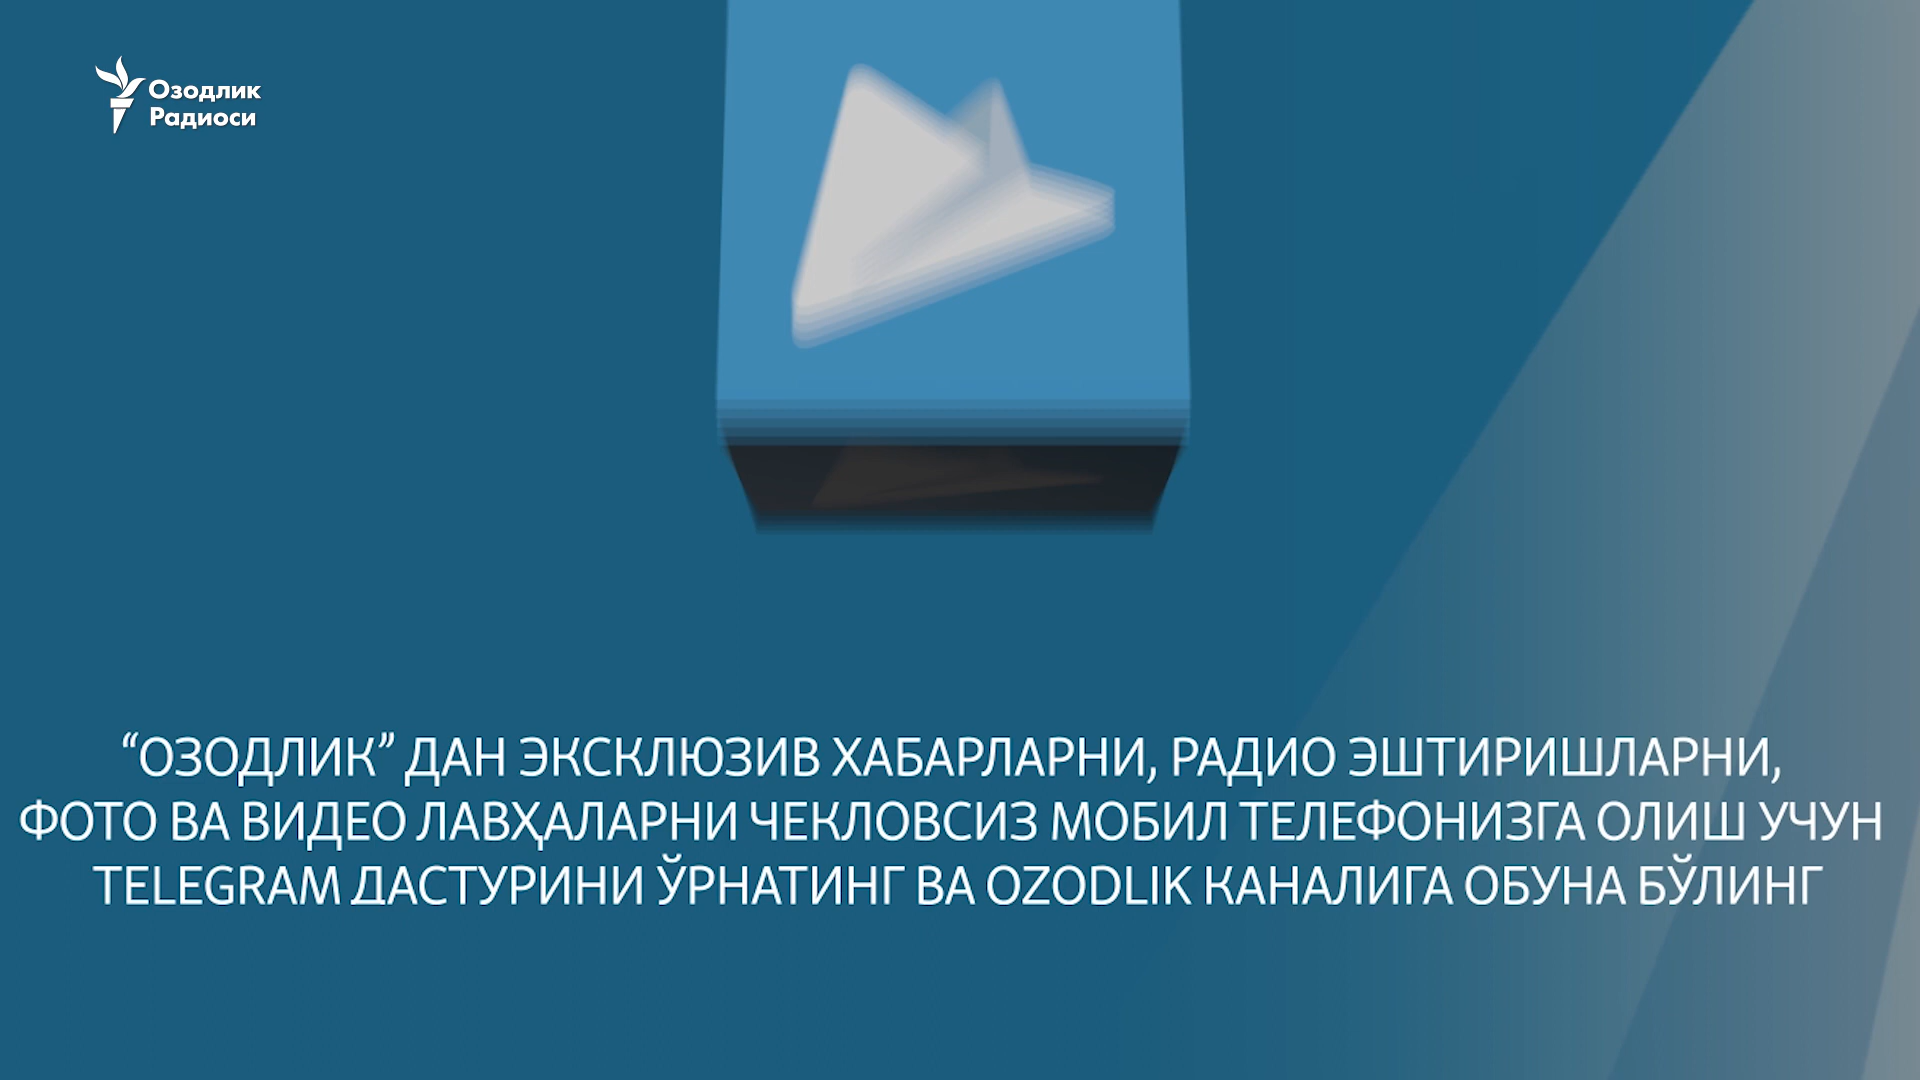 Озодлик
Радиоси
“ОЗОДЛИК” ДАН ЭКСКЛЮЗИВ ХАБАРЛАРНИ, РАДИО ЭШТИРИШЛАРНИ,
ФОТО ВА ВИДЕО ЛАВҲАЛАРНИ ЧЕКЛОВСИЗ МОБИЛ ТЕЛЕФОНИЗГА ОЛИШ УЧУН
TELEGRAM ДАСТУРИНИ ЎРНАТИНГ ВА OZODLIK КАНАЛИГА ОБУНА БЎЛИНГ